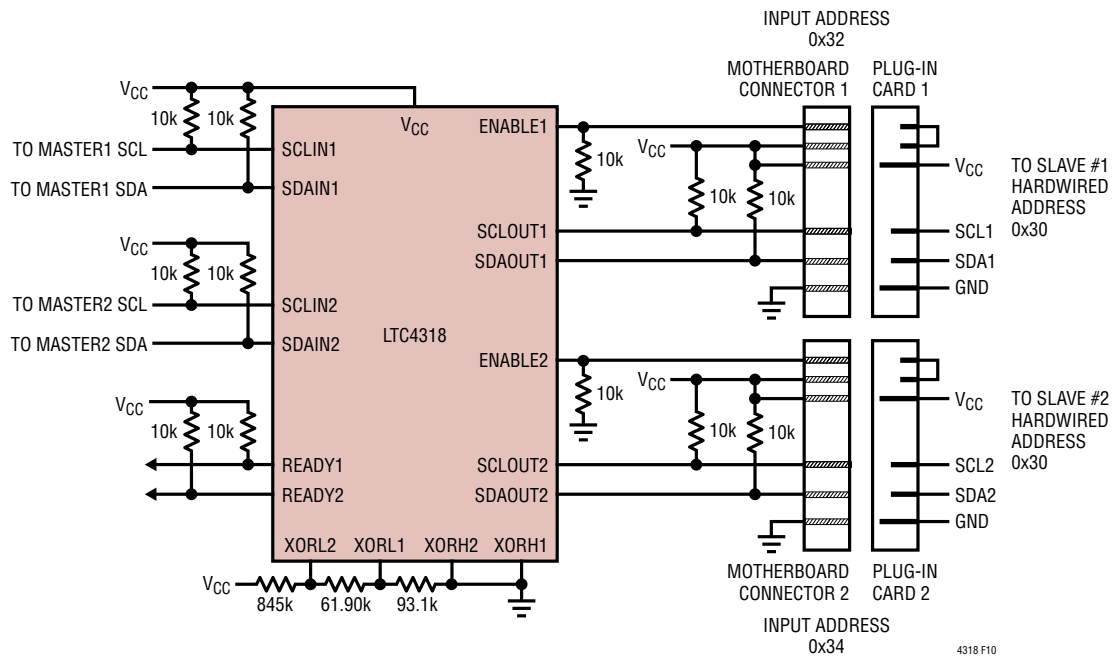 INPUT ADDRESS
0x32
MOTHERBOARD
CONNECTOR 1
PLUG-IN
CARD 1
VCC
10k
10k
TO MASTER1 SCL
TO MASTER1 SDA
VCC
SCLIN1
SDAIN1
ENABLE1
10k
VCC
10k
10k
SCLOUT1
SDAOUT1
VCC
SCL1
SDA1
GND
TO SLAVE #1
HARDWIRED
ADDRESS
0x30
VCC
10k
10k
TO MASTER2 SCL
TO MASTER2 SDA
SCLIN2
SDAIN2
LTC4318
ENABLE2
10k
VCC
10k
10k
SCLOUT2
SDAOUT2
VCC
SCL2
SDA2
GND
TO SLAVE #2
HARDWIRED
ADDRESS
0x30
VCC
10k
10k
READY1
READY2
XORL2
XORL1
XORH2
XORH1
VCC
845k
61.90k
93.1k
MOTHERBOARD
CONNECTOR 2
PLUG-IN
CARD 2
INPUT ADDRESS
0x34
4318 F10